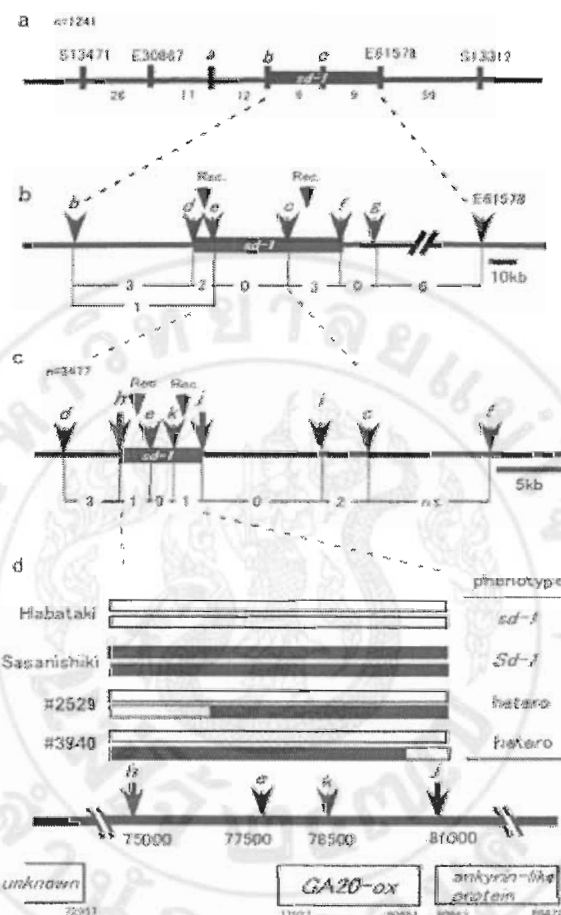 a
n=1241
S13471 E30867 a b c E61578 S13312
sd-1
26 11 12 6 9 59
b
Rec. Rec.
b d e c f g E61578
sd-1
3 2 0 3 0 6
1
10kb
c
n=3477
Rec Rec.
d h e k j i c f
sd-1
3 1 0 1 0 2 ns
5kb
d
phenotype
Habataki sd-1
Sasanishiki Sd-1
#2529 hetero
#3940 hetero
h e k j
75000 77500 78500 81000
unknown GA20-ox ankyrin-like
protein